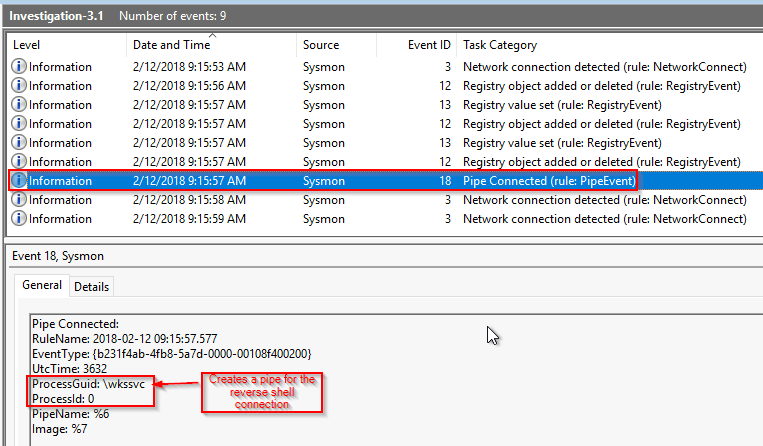 Investigation-3.1 Number of events: 9
Level Date and Time Source Event ID Task Category
Information 2/12/2018 9:15:53 AM Sysmon 3 Network connection detected (rule: NetworkConnect)
Information 2/12/2018 9:15:56 AM Sysmon 12 Registry object added or deleted (rule: RegistryEvent)
Information 2/12/2018 9:15:57 AM Sysmon 13 Registry value set (rule: RegistryEvent)
Information 2/12/2018 9:15:57 AM Sysmon 12 Registry object added or deleted (rule: RegistryEvent)
Information 2/12/2018 9:15:57 AM Sysmon 13 Registry value set (rule: RegistryEvent)
Information 2/12/2018 9:15:57 AM Sysmon 12 Registry object added or deleted (rule: RegistryEvent)
Information 2/12/2018 9:15:57 AM Sysmon 18 Pipe Connected (rule: PipeEvent)
Information 2/12/2018 9:15:58 AM Sysmon 3 Network connection detected (rule: NetworkConnect)
Information 2/12/2018 9:15:59 AM Sysmon 3 Network connection detected (rule: NetworkConnect)
Event 18, Sysmon
General Details
Pipe Connected:
RuleName: 2018-02-12 09:15:57.577
EventType: {b231f4ab-4fb8-5a7d-0000-00108f400200}
UtcTime: 3632
ProcessGuid: \wkssvc
ProcessId: 0
PipeName: %6
Image: %7
Creates a pipe for the
reverse shell
connection